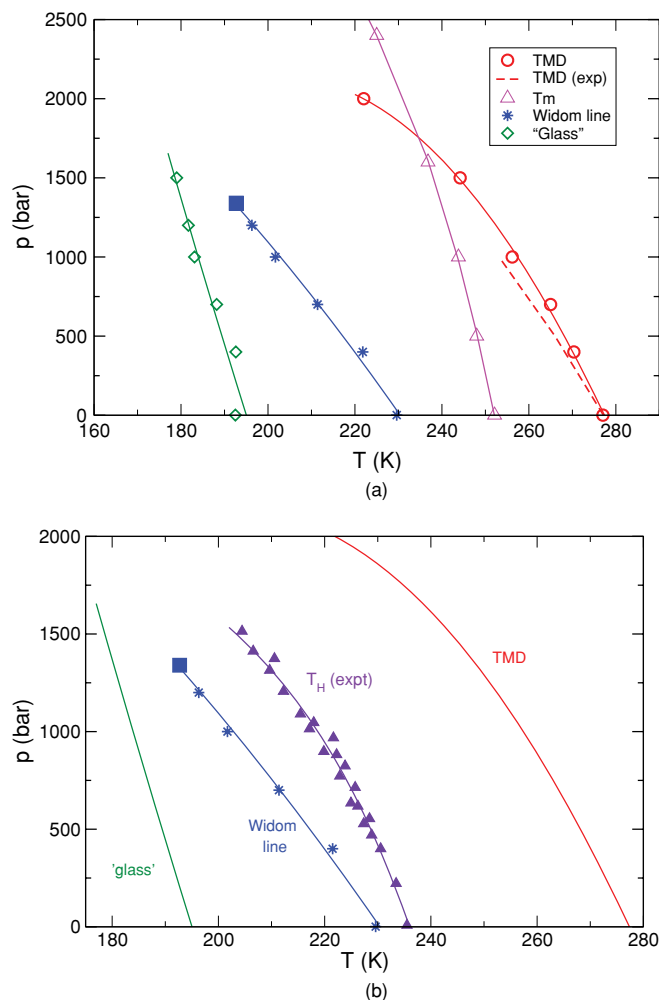 2500
2000
1500
1000
500
0
p (bar)
TMD
TMD (exp)
Tm
Widom line
“Glass”
160 180 200 220 240 260 280
T (K)
(a)
2000
1500
1000
500
0
p (bar)
T_H (expt)
TMD
Widom
line
'glass'
180 200 220 240 260 280
T (K)
(b)